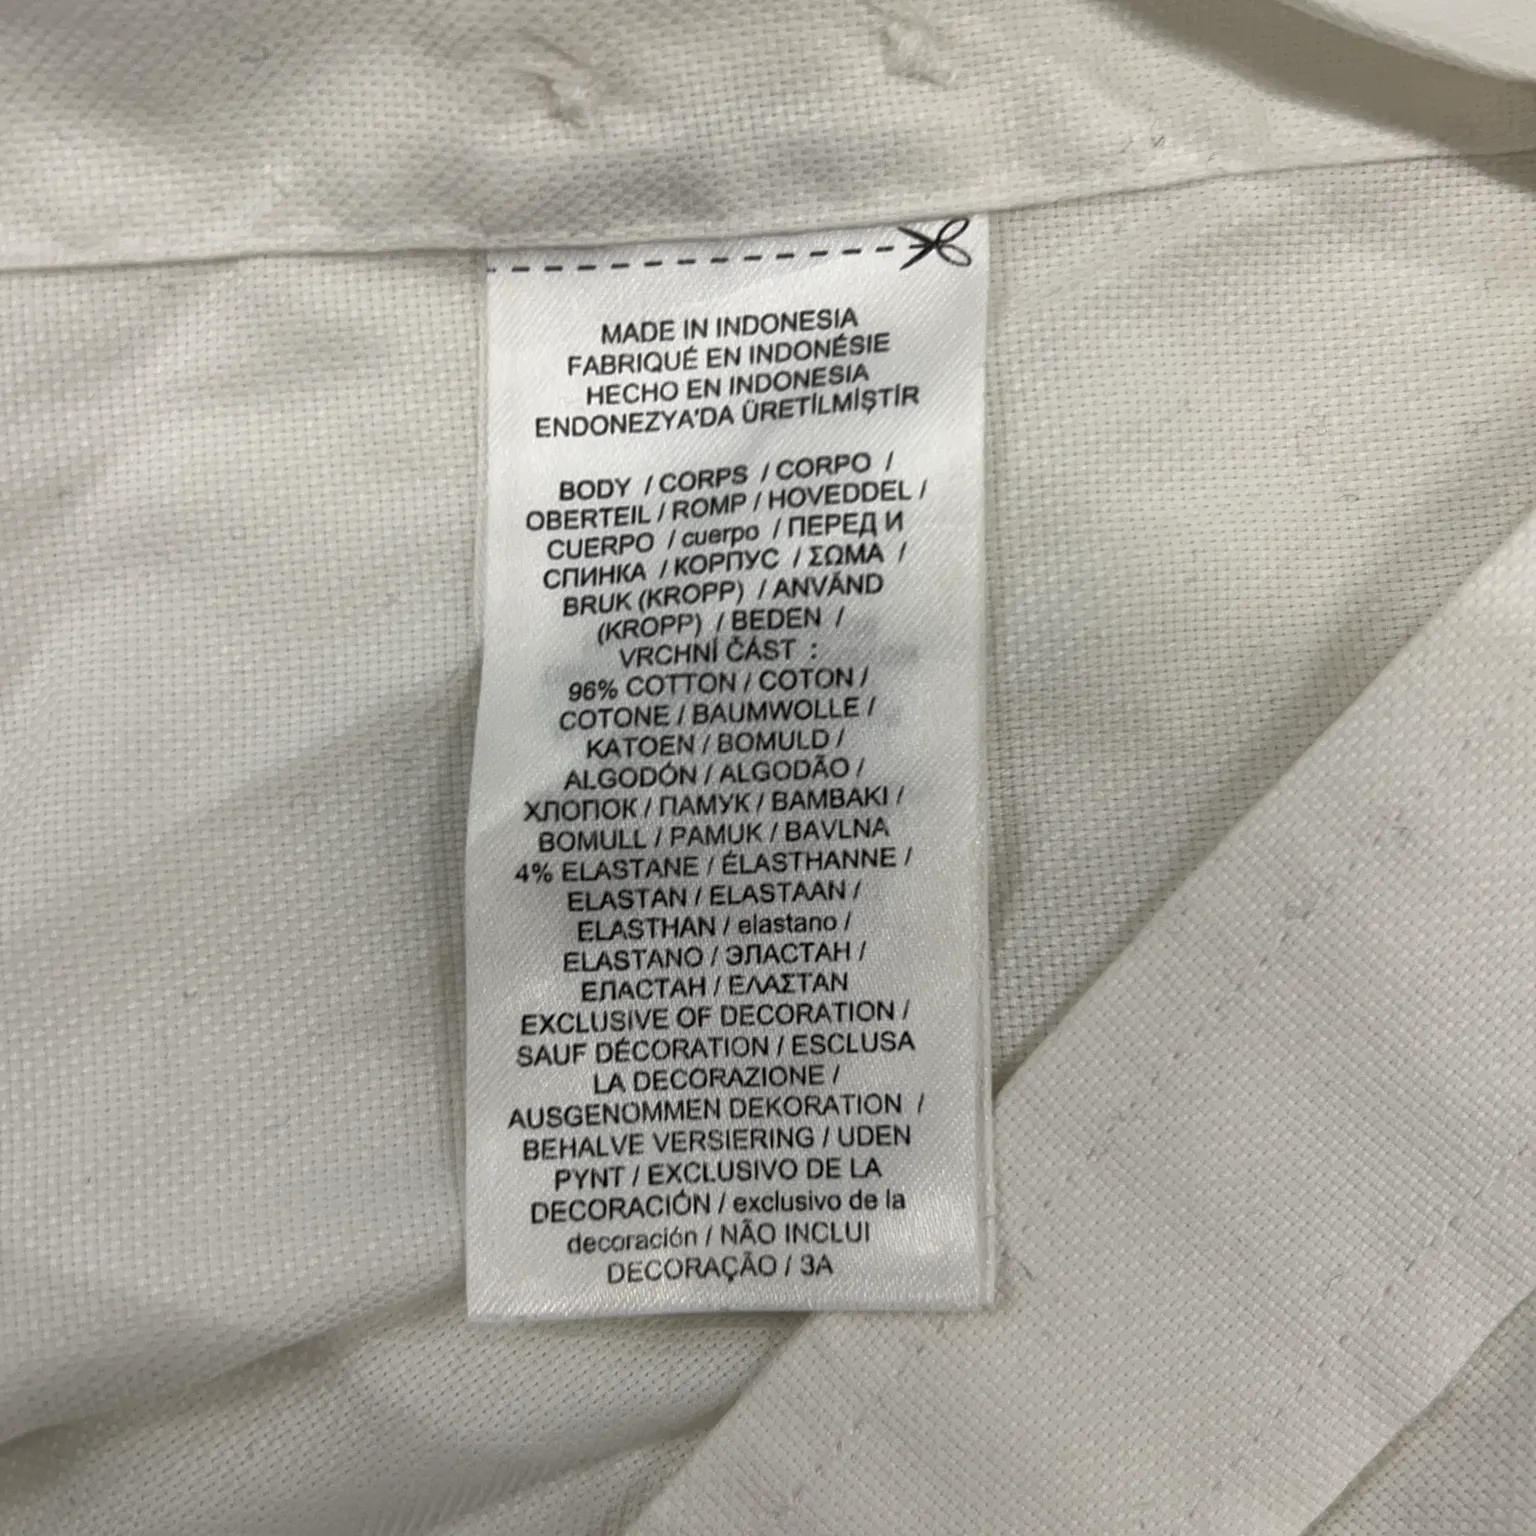 MADE IN INDONESIA
FABRIQUÉ EN INDONÉSIE
HECHO EN INDONESIA
ENDONEZYA'DA ÜRETİLMİŞTİR
BODY / CORPS / CORPO /
OBERTEIL / ROMP / HOVEDDEL /
CUERPO / cuerpo / ПЕРЕД И
СПИНКА / КОРПУС / ΣΩΜΑ /
BRUK (KROPP) / ANVÄND
(KROPP) / BEDEN /
VRCHNÍ ČÁST :
96% COTTON / COTON /
COTONE / BAUMWOLLE /
KATOEN / BOMULD /
ALGODÓN / ALGODÃO /
ХЛОПОК / ПАМУК / BAMBAKI /
BOMULL / PAMUK / BAVLNA
4% ELASTANE / ÉLASTHANNE /
ELASTAN / ELASTAAN /
ELASTHAN / elastano /
ELASTANO / ЭЛАСТАН /
ЕЛАСТАН / ΕΛΑΣΤΑΝ
EXCLUSIVE OF DECORATION /
SAUF DÉCORATION / ESCLUSA
LA DECORAZIONE /
AUSGENOMMEN DEKORATION /
BEHALVE VERSIERING / UDEN
PYNT / EXCLUSIVO DE LA
DECORACIÓN / exclusivo de la
decoración / NÃO INCLUI
DECORAÇÃO / ЗА